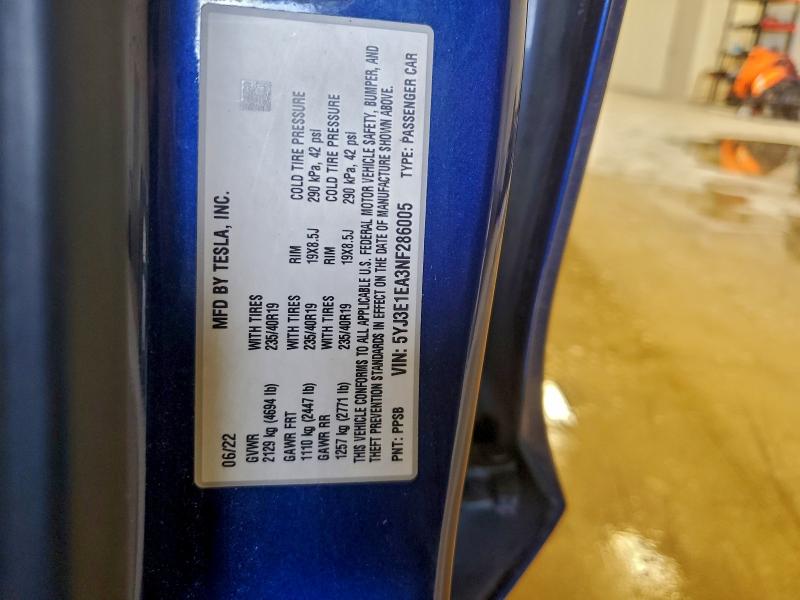 06/22 MFD BY TESLA, INC.
GVWR WITH TIRES RIM COLD TIRE PRESSURE
2129 kg (4694 lb) 235/40R19 19X8.5J 290 kPa, 42 psi
GAWR FRT WITH TIRES RIM COLD TIRE PRESSURE
1110 kg (2447 lb) 235/40R19 19X8.5J 290 kPa, 42 psi
GAWR RR WITH TIRES
1257 kg (2771 lb) 235/40R19
THIS VEHICLE CONFORMS TO ALL APPLICABLE U.S. FEDERAL MOTOR VEHICLE SAFETY, BUMPER, AND
THEFT PREVENTION STANDARDS IN EFFECT ON THE DATE OF MANUFACTURE SHOWN ABOVE.
PNT: PPSB VIN: 5YJ3E1EA3NF286005 TYPE: PASSENGER CAR